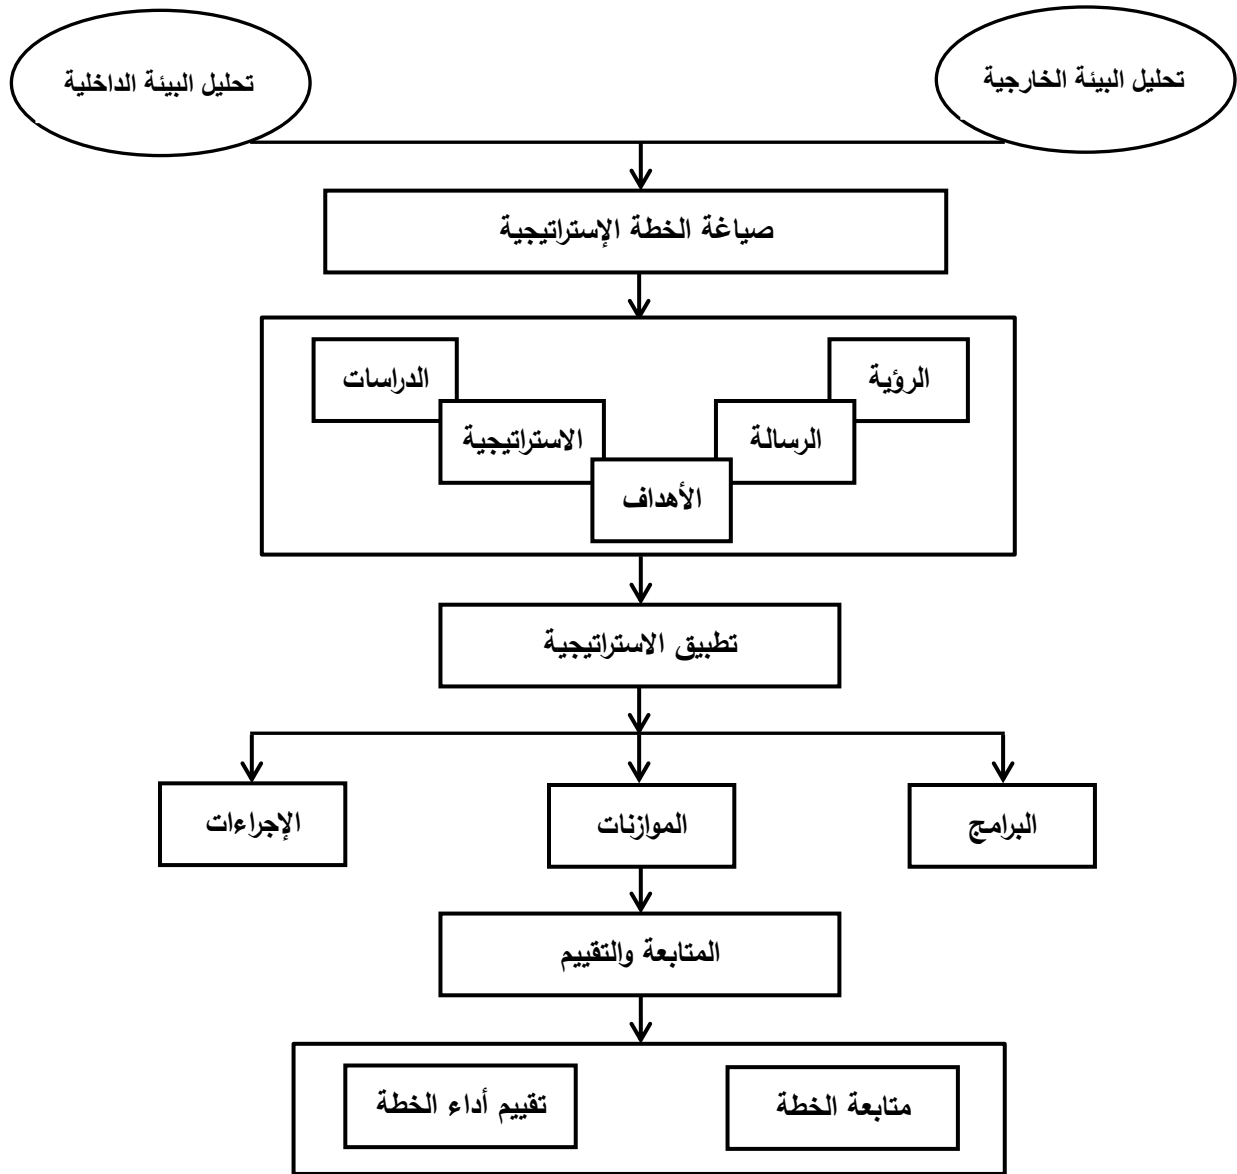 تحليل البيئة الخارجية
تحليل البيئة الداخلية
صياغة الخطة الإستراتيجية
الرؤية
الدراسات
الرسالة
الاستراتيجية
الأهداف
تطبيق الاستراتيجية
البرامج
الموازنات
الإجراءات
المتابعة والتقييم
متابعة الخطة
تقييم أداء الخطة